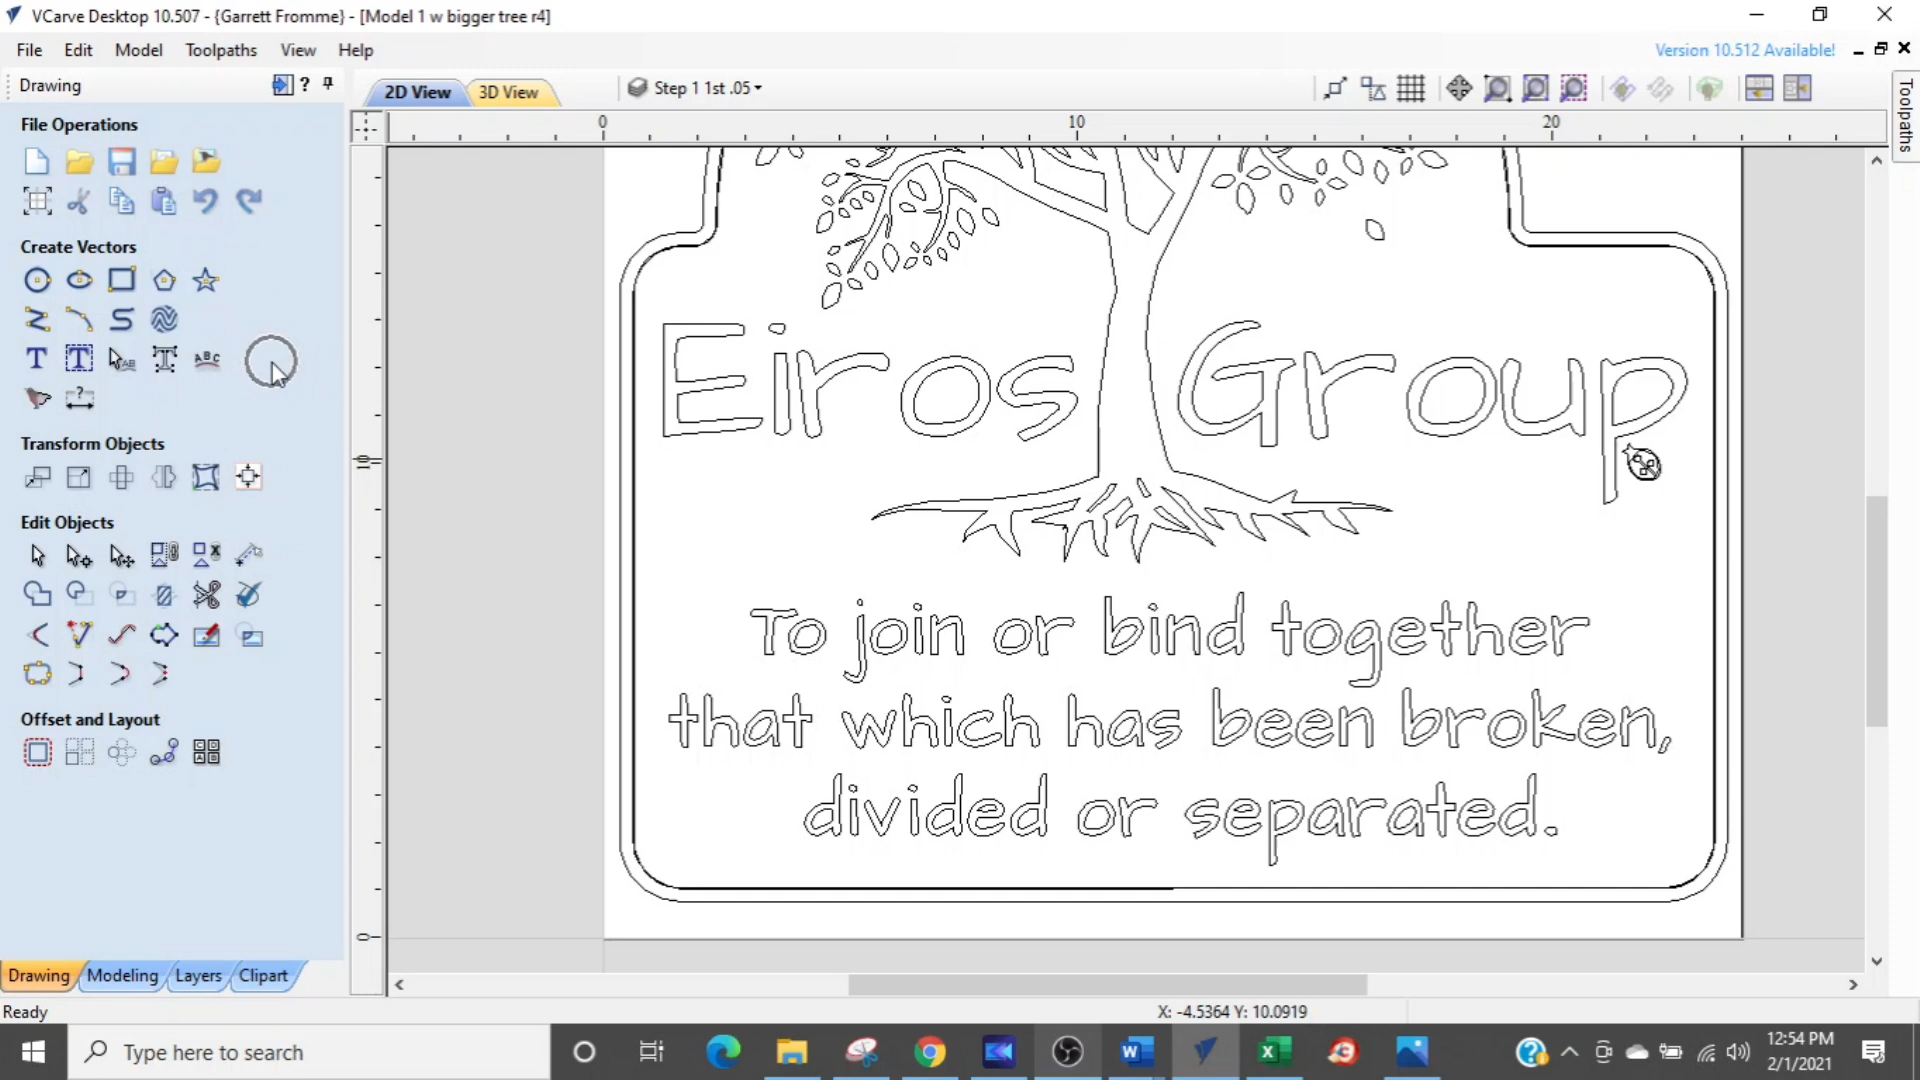 VCarve Desktop 10.507 - {Garrett Fromme} - [Model 1 w bigger tree r4]
File Edit Model Toolpaths View Help
Version 10.512 Available!
Drawing
?
2D View
3D View
Step 1 1st .05
Toolpaths
File Operations
0 10 20
Create Vectors
Transform Objects
Edit Objects
Offset and Layout
10
0
Eiros Group
To join or bind together
that which has been broken,
divided or separated.
Drawing Modeling Layers Clipart
Ready
X: -4.5364 Y: 10.0919
Type here to search
12:54 PM
2/1/2021